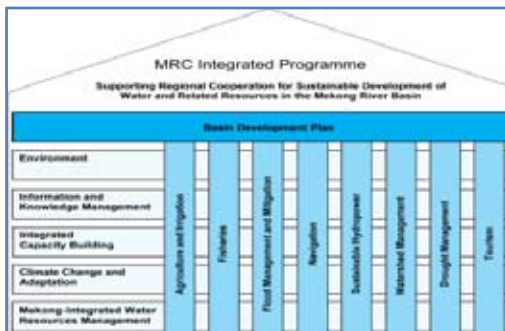 MRC Integrated Programme
Supporting Regional Cooperation for Sustainable Development of
Water and Related Resources in the Mekong River Basin
Basin Development Plan
Environment
Information and
Knowledge Management
Integrated
Capacity Building
Climate Change and
Adaptation
Mekong-Integrated Water
Resources Management
Agriculture and Irrigation
Fisheries
Flood Management and Mitigation
Navigation
Sustainable Hydropower
Watershed Management
Drought Management
Tourism